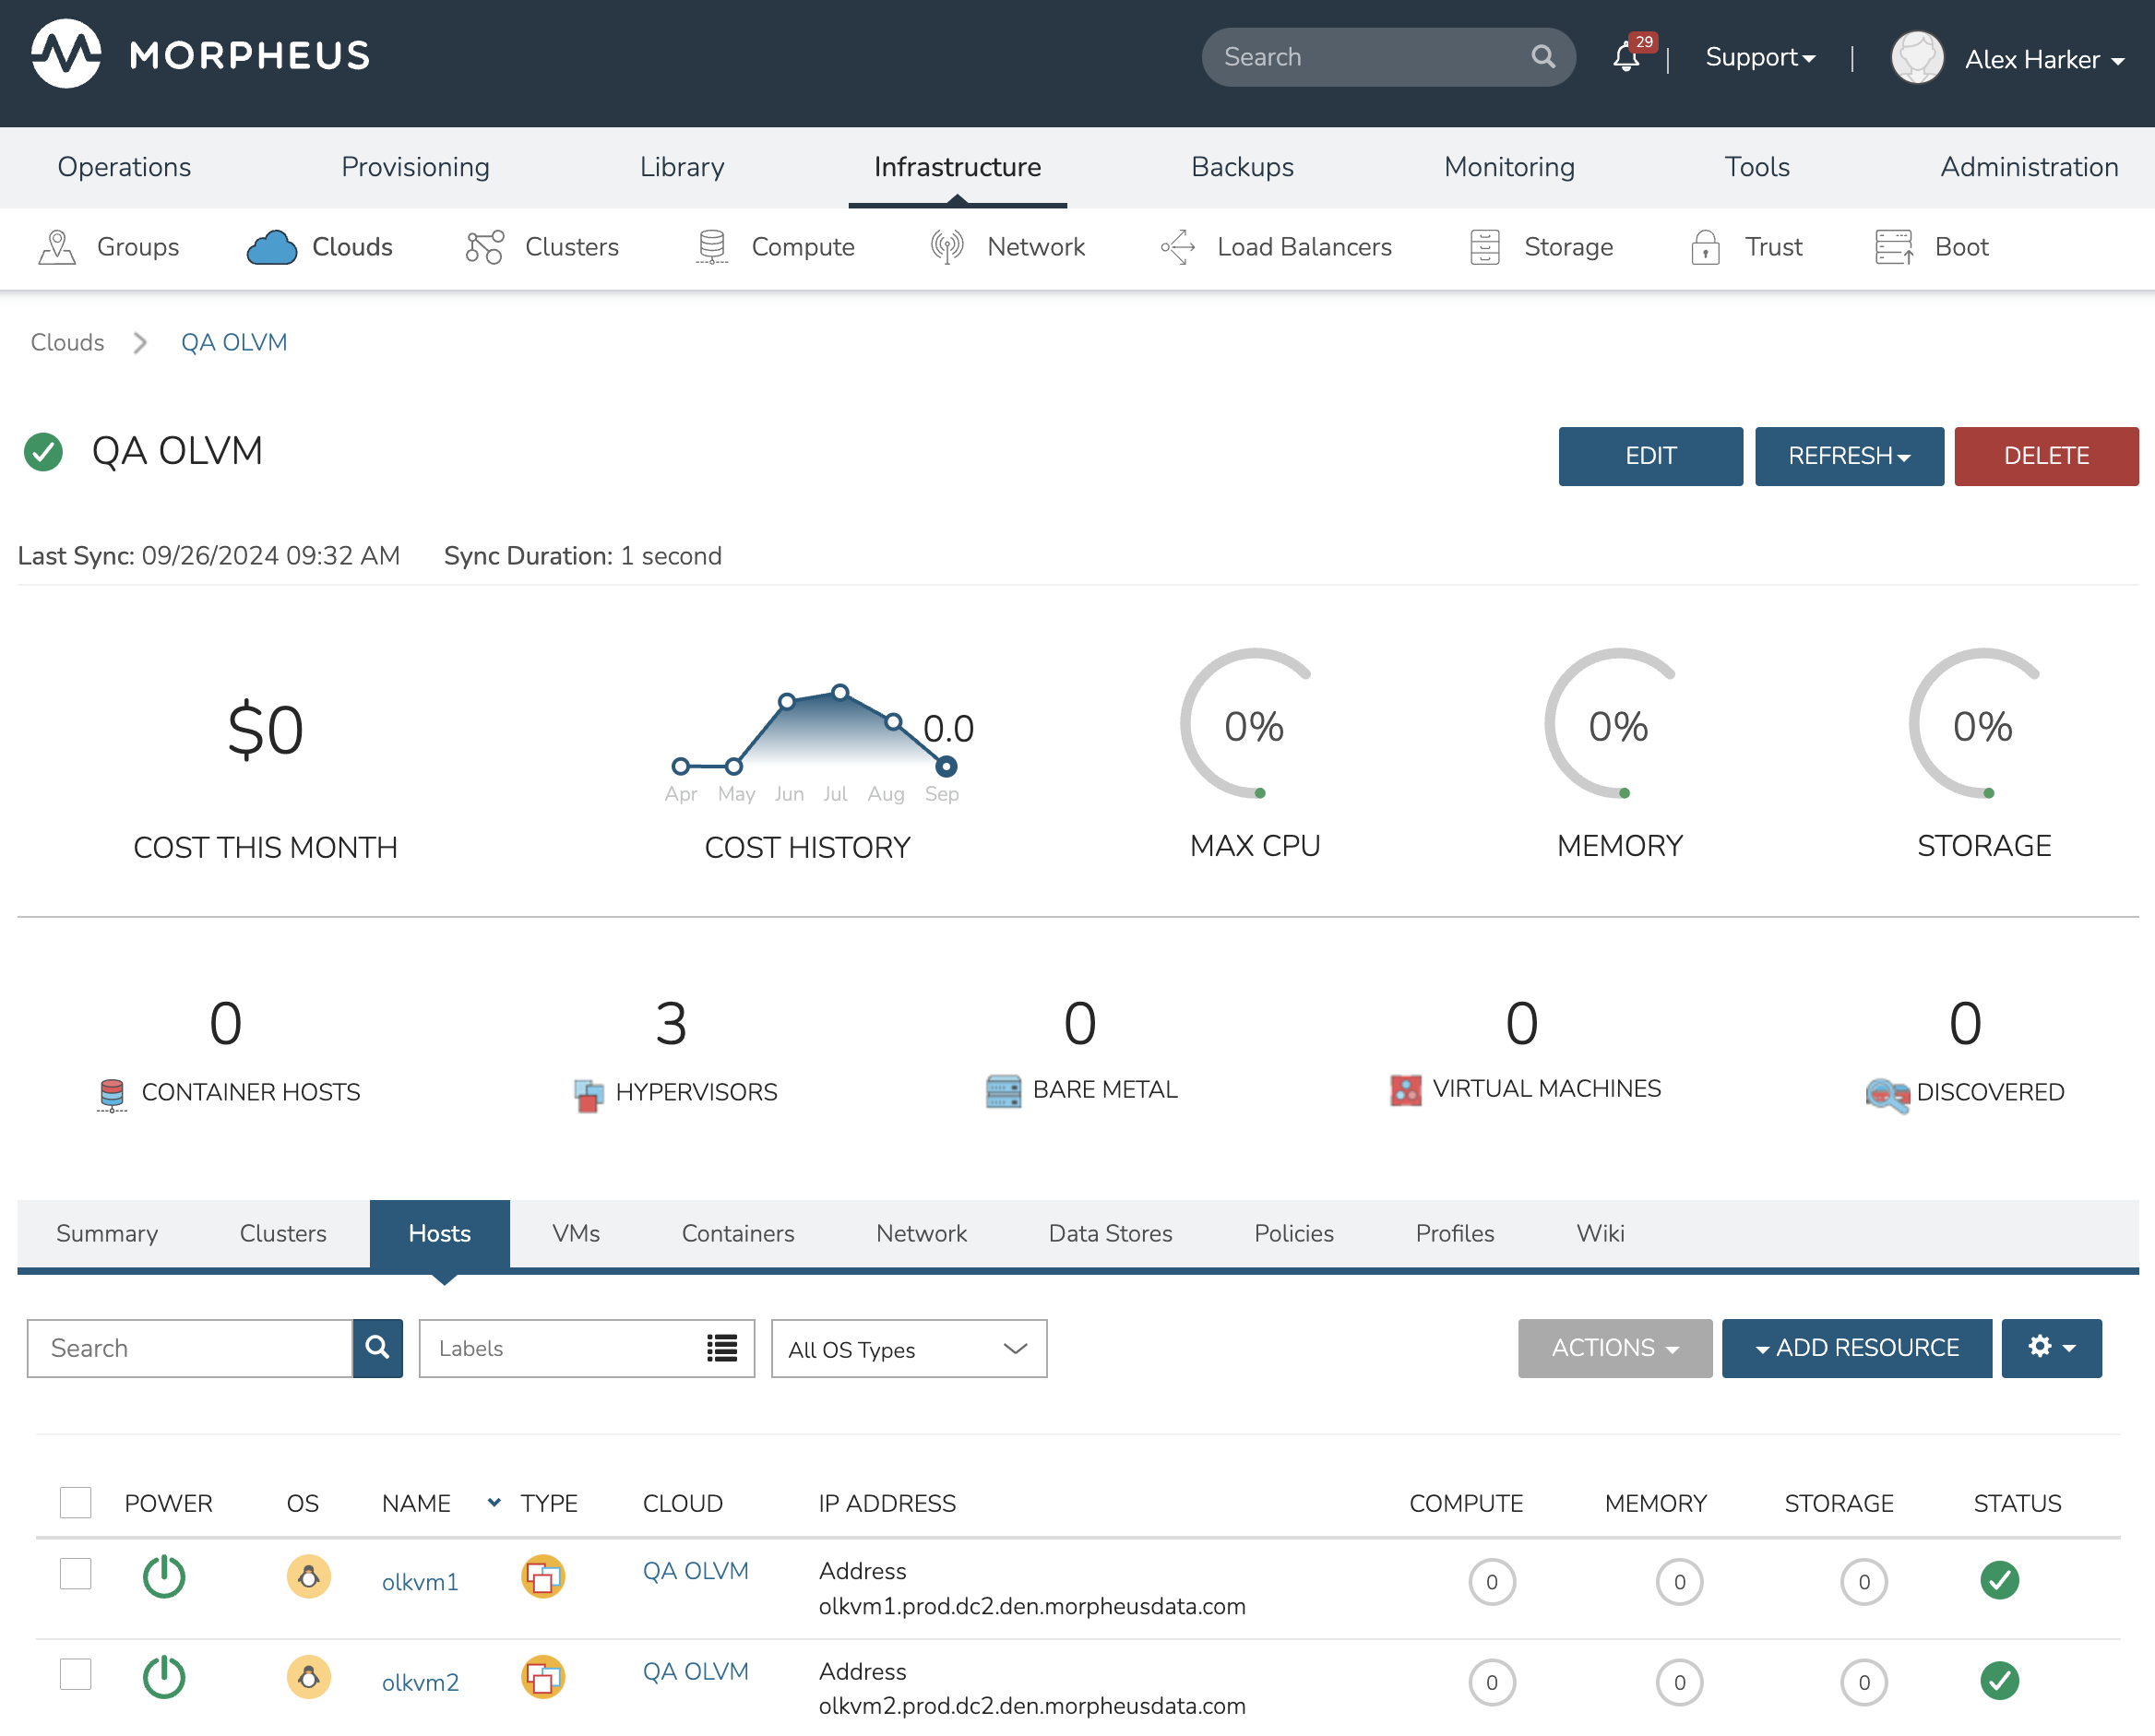 MORPHEUS
Search
29
Support
Alex Harker
Operations
Provisioning
Library
Infrastructure
Backups
Monitoring
Tools
Administration
Groups
Clouds
Clusters
Compute
Network
Load Balancers
Storage
Trust
Boot
Clouds
QA OLVM
QA OLVM
EDIT
REFRESH
DELETE
Last Sync: 09/26/2024 09:32 AM
Sync Duration: 1 second
$0
COST THIS MONTH
0.0
Apr May Jun Jul Aug Sep
COST HISTORY
0%
MAX CPU
0%
MEMORY
0%
STORAGE
0
CONTAINER HOSTS
3
HYPERVISORS
0
BARE METAL
0
VIRTUAL MACHINES
0
DISCOVERED
Summary
Clusters
Hosts
VMs
Containers
Network
Data Stores
Policies
Profiles
Wiki
Search
Labels
All OS Types
ACTIONS
ADD RESOURCE
POWER OS NAME TYPE CLOUD IP ADDRESS COMPUTE MEMORY STORAGE STATUS
olkvm1 QA OLVM Address 0 0 0
olkvm1.prod.dc2.den.morpheusdata.com
olkvm2 QA OLVM Address 0 0 0
olkvm2.prod.dc2.den.morpheusdata.com